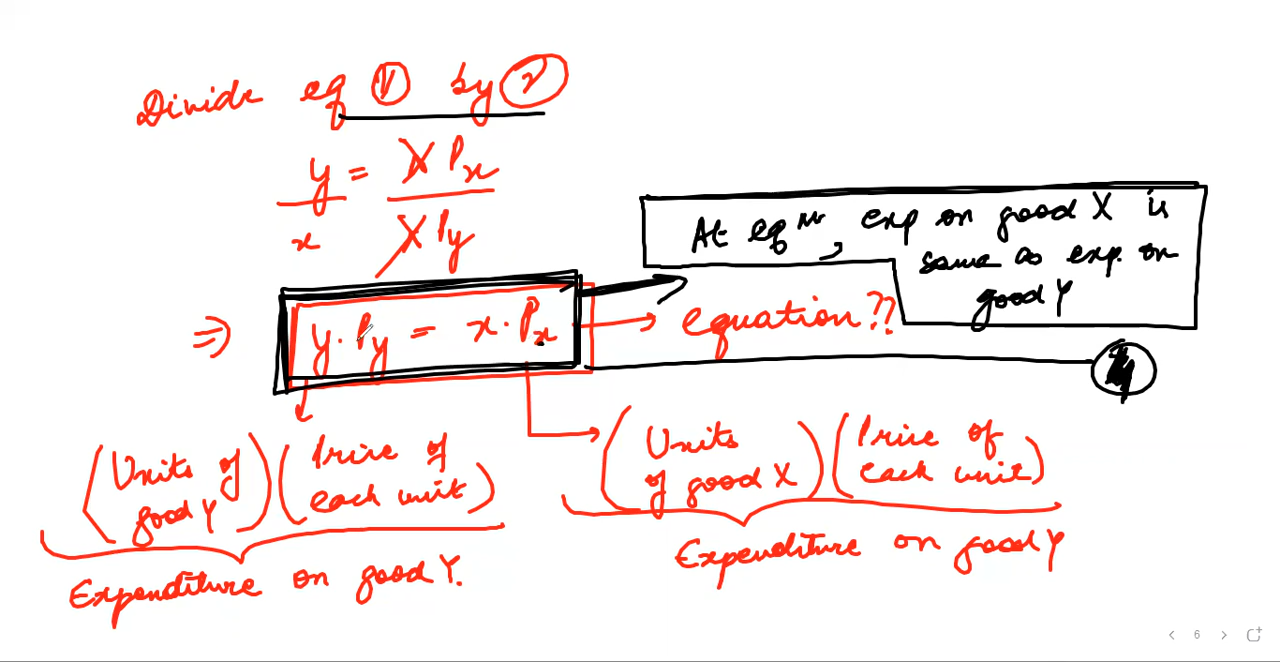 Divide eq ① by ②
y/x = X Px / X Py
At eqm, exp on good X is
same as exp. on
good Y
⇒ y · Py = x · Px → equation??
(Units of good Y) (Price of each unit)
(Units of good X) (Price of each unit)
Expenditure on good Y.
Expenditure on good Y
6